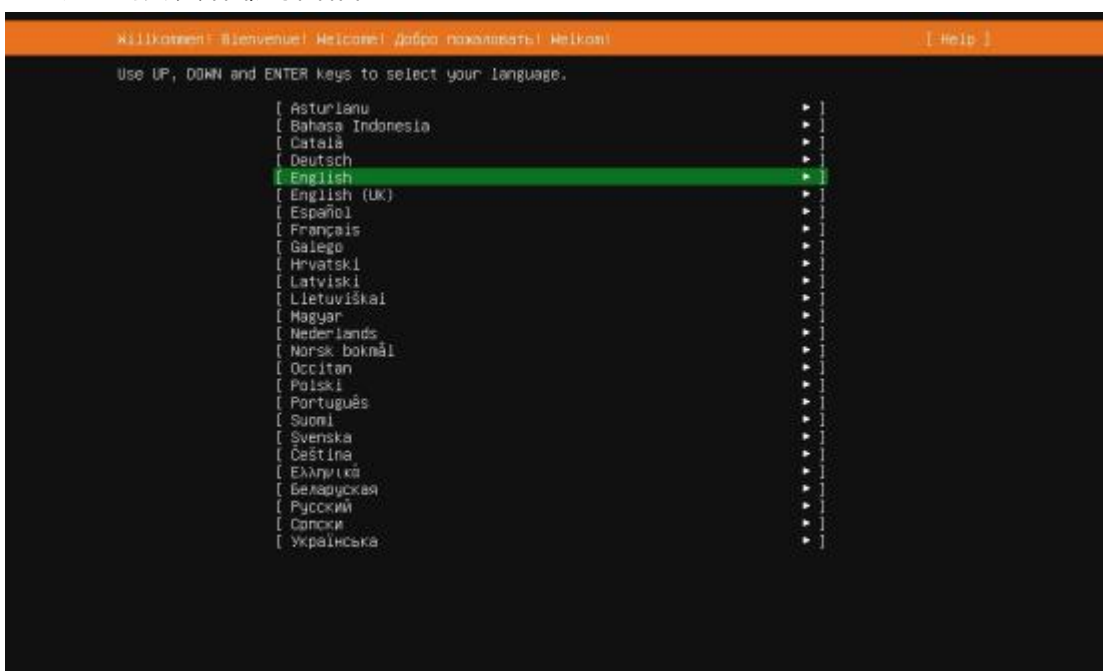 Willkommen! Bienvenue! Welcome! Добро пожаловать! Welkom! [ Help ]
Use UP, DOWN and ENTER keys to select your language.
[ Asturianu ► ]
[ Bahasa Indonesia ► ]
[ Català ► ]
[ Deutsch ► ]
[ English ► ]
[ English (UK) ► ]
[ Español ► ]
[ Français ► ]
[ Galego ► ]
[ Hrvatski ► ]
[ Latviski ► ]
[ Lietuviškai ► ]
[ Magyar ► ]
[ Nederlands ► ]
[ Norsk bokmål ► ]
[ Occitan ► ]
[ Polski ► ]
[ Português ► ]
[ Suomi ► ]
[ Svenska ► ]
[ Čeština ► ]
[ Ελληνικά ► ]
[ Беларуская ► ]
[ Русский ► ]
[ Српски ► ]
[ Українська ► ]